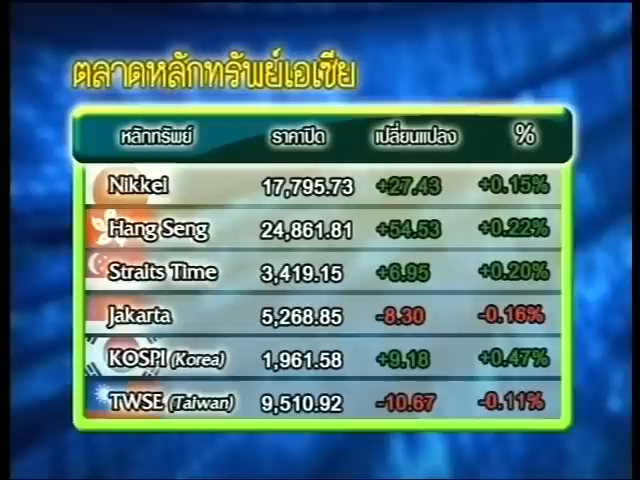 ตลาดหลักทรัพย์เอเซีย
หลักทรัพย์ ราคาปิด เปลี่ยนแปลง %
Nikkei 17,795.73 +27.43 +0.15%
Hang Seng 24,861.81 +54.53 +0.22%
Straits Time 3,419.15 +6.95 +0.20%
Jakarta 5,268.85 -8.30 -0.16%
KOSPI (Korea) 1,961.58 +9.18 +0.47%
TWSE (Taiwan) 9,510.92 -10.67 -0.11%